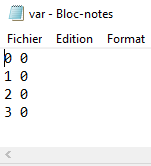 var - Bloc-notes
Fichier Edition Format
0 0
1 0
2 0
3 0